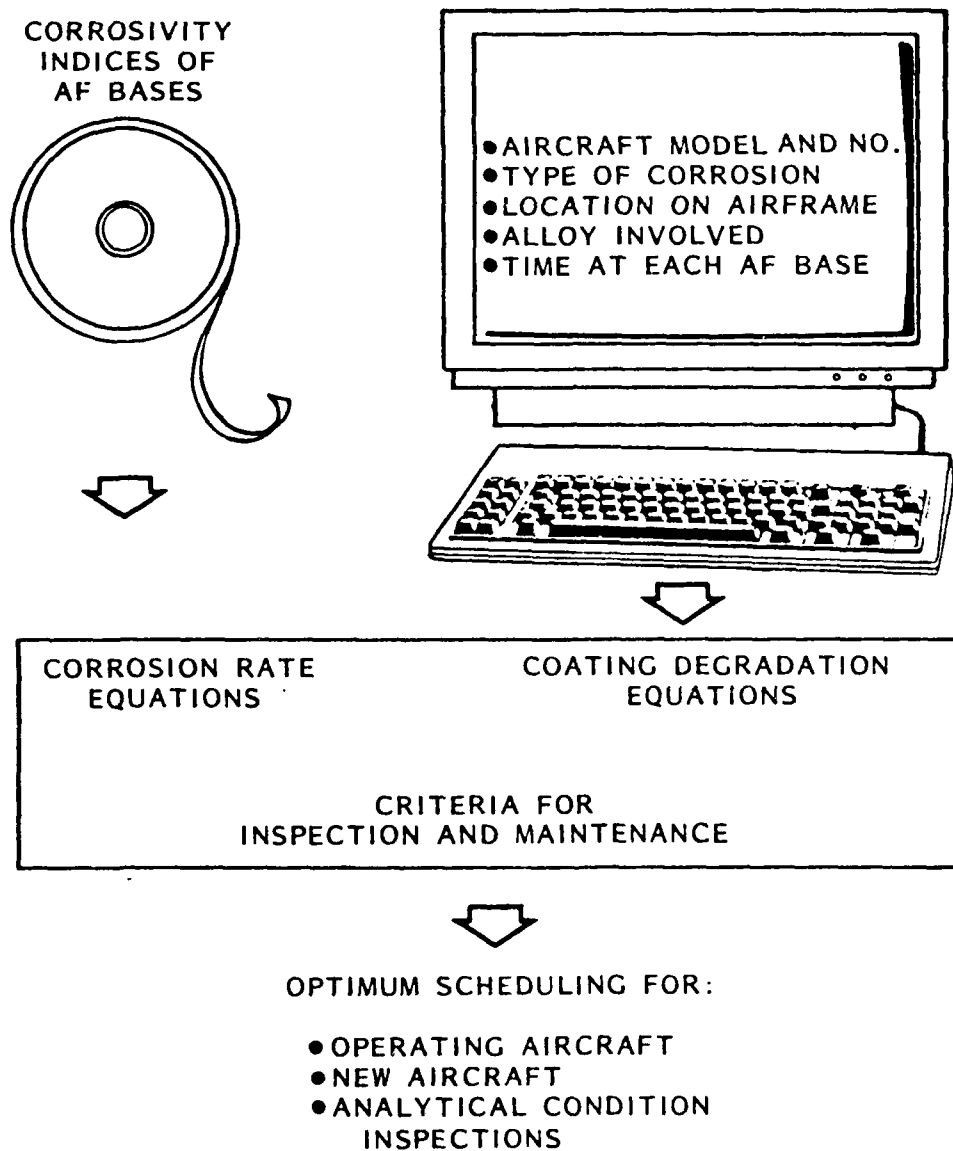 CORROSIVITY
INDICES OF
AF BASES
•AIRCRAFT MODEL AND NO.
•TYPE OF CORROSION
•LOCATION ON AIRFRAME
•ALLOY INVOLVED
•TIME AT EACH AF BASE
CORROSION RATE
EQUATIONS
COATING DEGRADATION
EQUATIONS
CRITERIA FOR
INSPECTION AND MAINTENANCE
OPTIMUM SCHEDULING FOR:
•OPERATING AIRCRAFT
•NEW AIRCRAFT
•ANALYTICAL CONDITION
INSPECTIONS